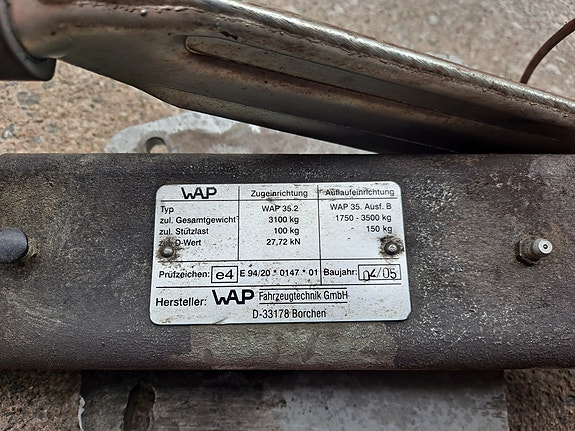 WAP Zugeinrichtung Auflaufeinrichtung
Typ WAP 35.2 WAP 35. Ausf. B
zul. Gesamtgewicht 3100 kg 1750 - 3500 kg
zul. Stützlast 100 kg - 150 kg
zul. D-Wert 27,72 kN
Prüfzeichen: e4 E 94/20 * 0147 * 01 Baujahr: 04/05
Hersteller: WAP Fahrzeugtechnik GmbH
D-33178 Borchen